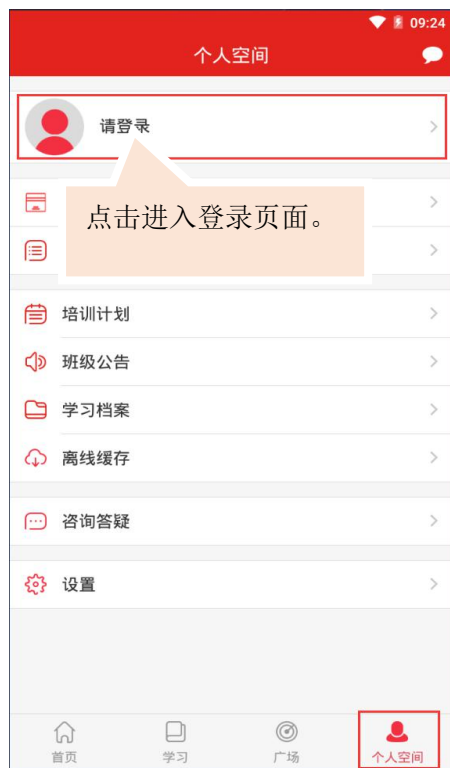 09:24
个人空间
请登录
点击进入登录页面。
培训计划
班级公告
学习档案
离线缓存
咨询答疑
设置
首页
学习
广场
个人空间